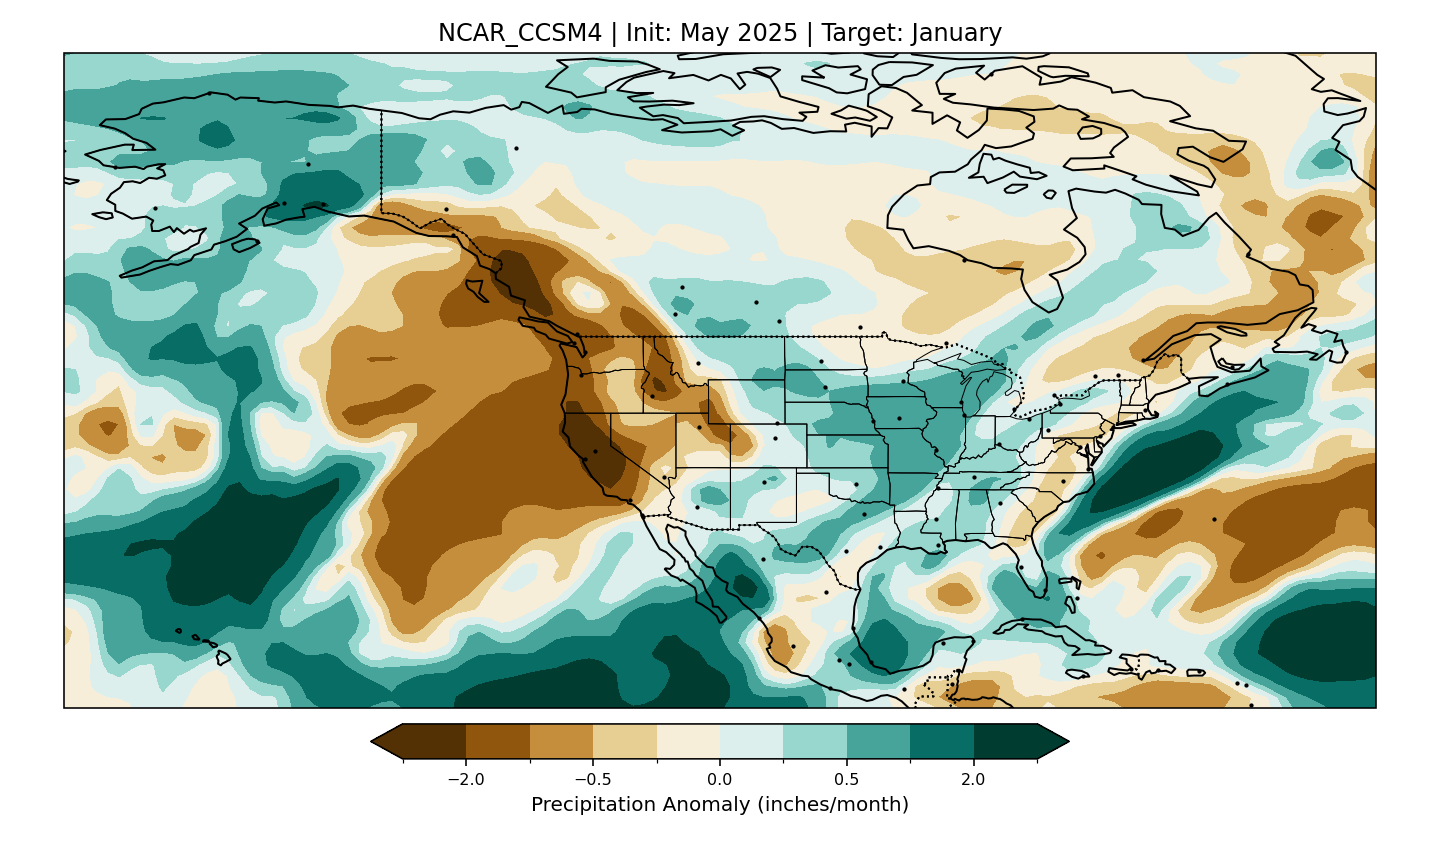 NCAR_CCSM4 | Init: May 2025 | Target: January
−2.0 −0.5 0.0 0.5 2.0
Precipitation Anomaly (inches/month)